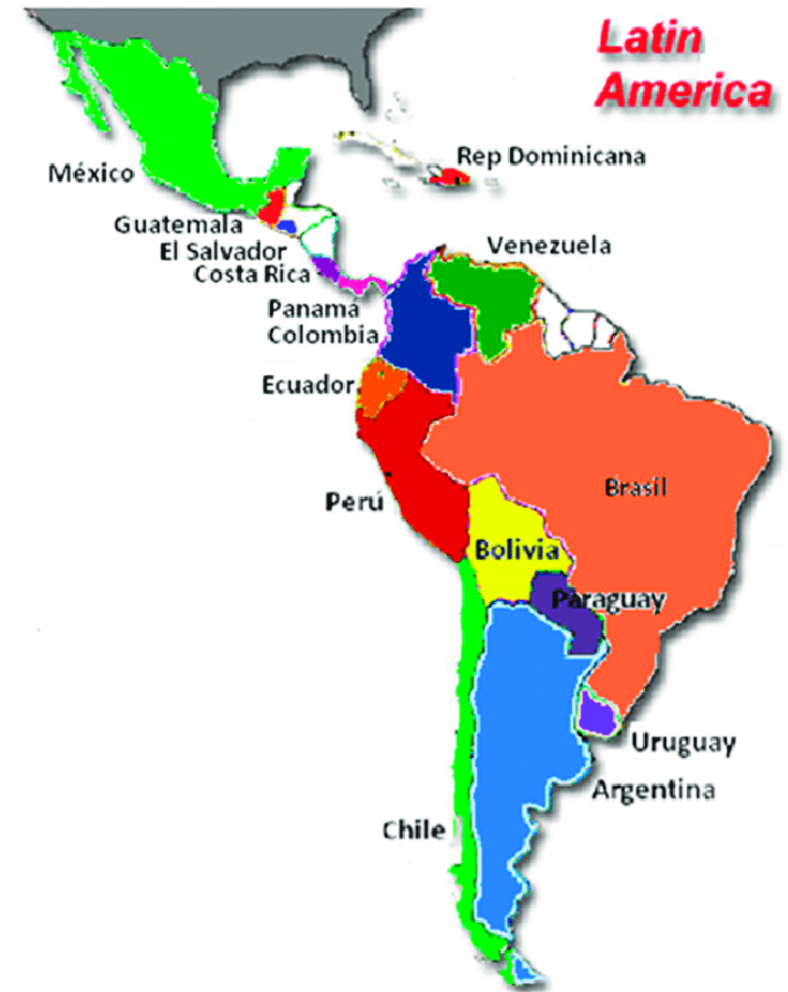 Latin
America
México
Rep Dominicana
Guatemala
El Salvador
Costa Rica
Venezuela
Panamá
Colombia
Ecuador
Perú
Brasil
Bolivia
Paraguay
Uruguay
Argentina
Chile